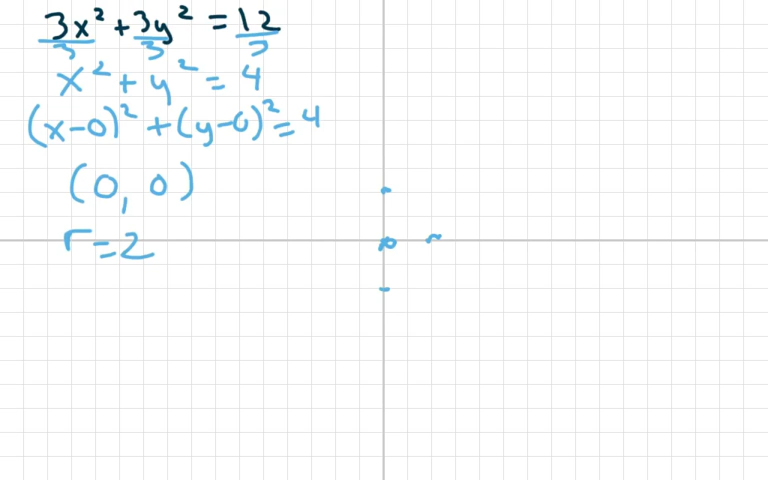 3x² + 3y² = 12
3 3 3
x² + y² = 4
(x-0)² + (y-0)² = 4
(0, 0)
r = 2